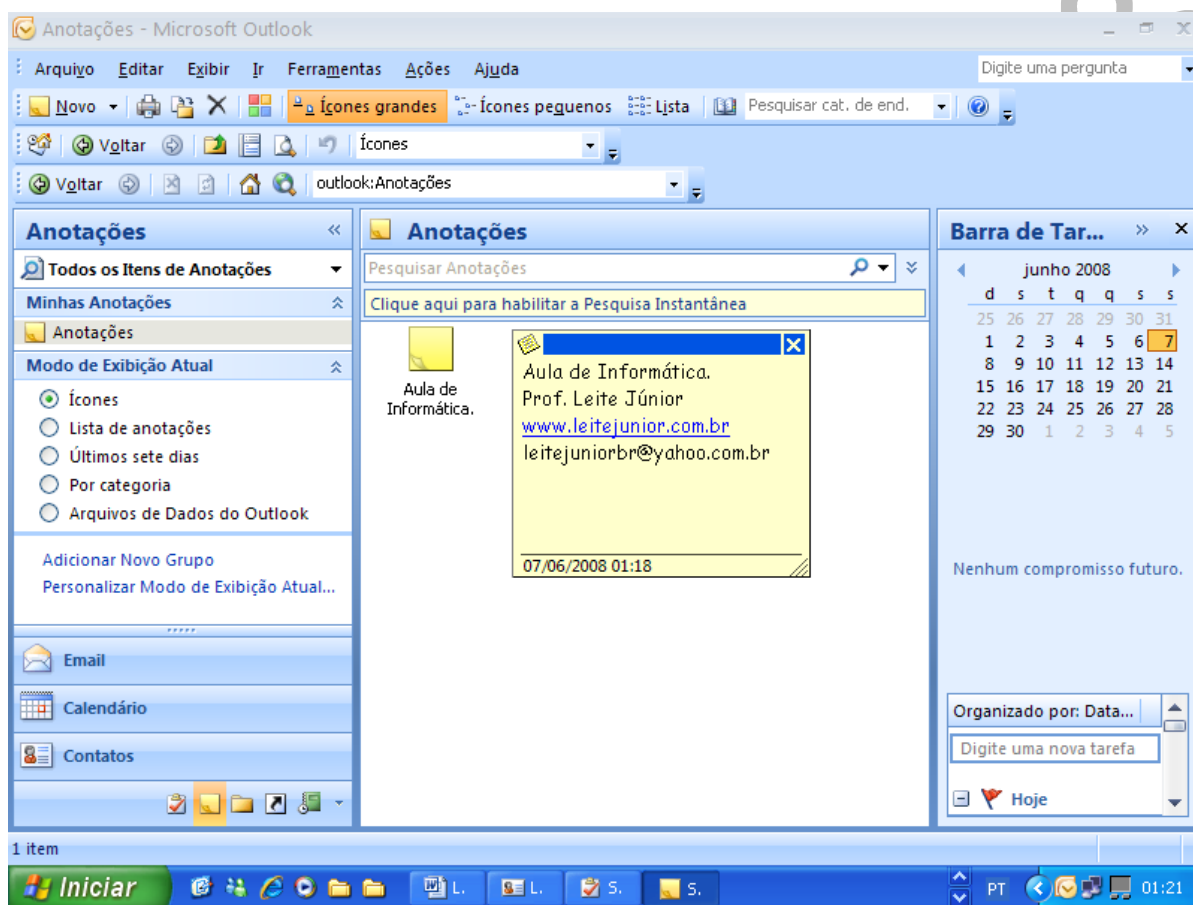 Anotações - Microsoft Outlook
Arquivo Editar Exibir Ir Ferramentas Ações Ajuda Digite uma pergunta
Novo Ícones grandes Ícones pequenos Lista Pesquisar cat. de end.
Voltar Ícones
Voltar outlook:Anotações
Anotações
Todos os Itens de Anotações
Minhas Anotações
Anotações
Modo de Exibição Atual
Ícones
Lista de anotações
Últimos sete dias
Por categoria
Arquivos de Dados do Outlook
Adicionar Novo Grupo
Personalizar Modo de Exibição Atual...
Email
Calendário
Contatos
Anotações
Pesquisar Anotações
Clique aqui para habilitar a Pesquisa Instantânea
Aula de
Informática.
Aula de Informática.
Prof. Leite Júnior
www.leitejunior.com.br
leitejuniorbr@yahoo.com.br
07/06/2008 01:18
Barra de Tar...
junho 2008
d s t q q s s
25 26 27 28 29 30 31
1 2 3 4 5 6 7
8 9 10 11 12 13 14
15 16 17 18 19 20 21
22 23 24 25 26 27 28
29 30 1 2 3 4 5
Nenhum compromisso futuro.
Organizado por: Data...
Digite uma nova tarefa
Hoje
1 item
Iniciar L. L. S. S. PT 01:21